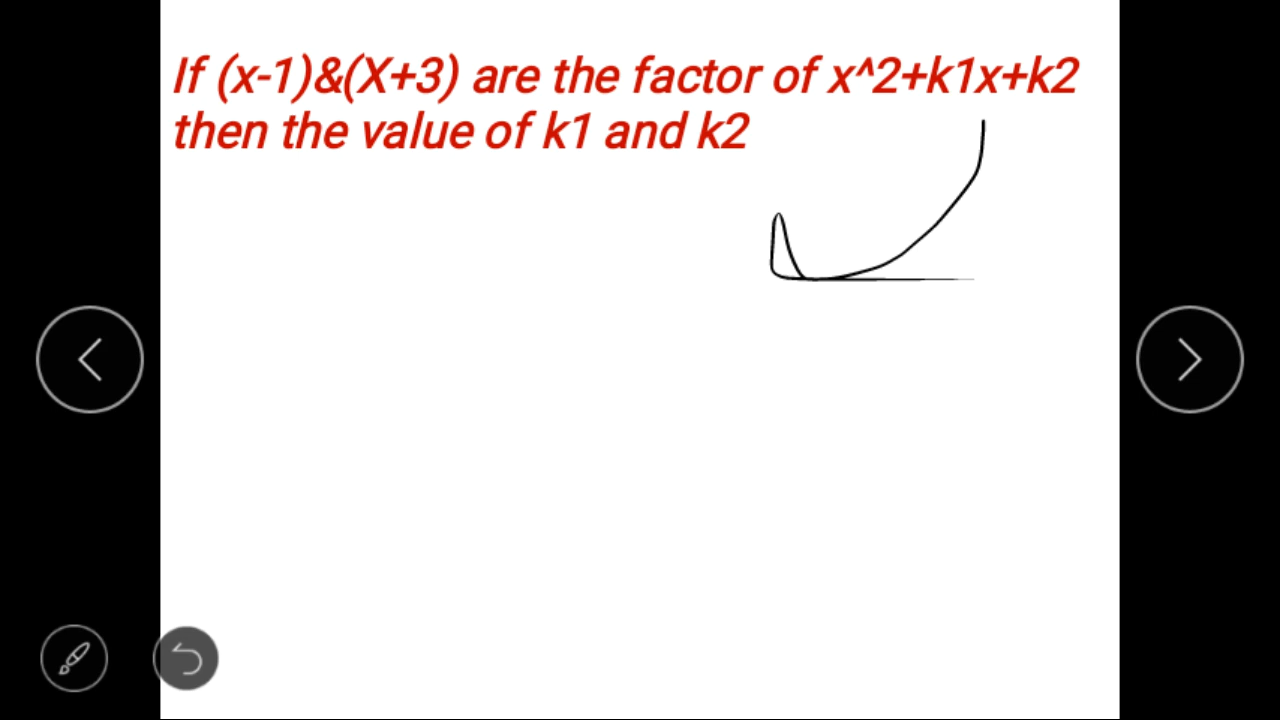 If (x-1)&(X+3) are the factor of x^2+k1x+k2
then the value of k1 and k2